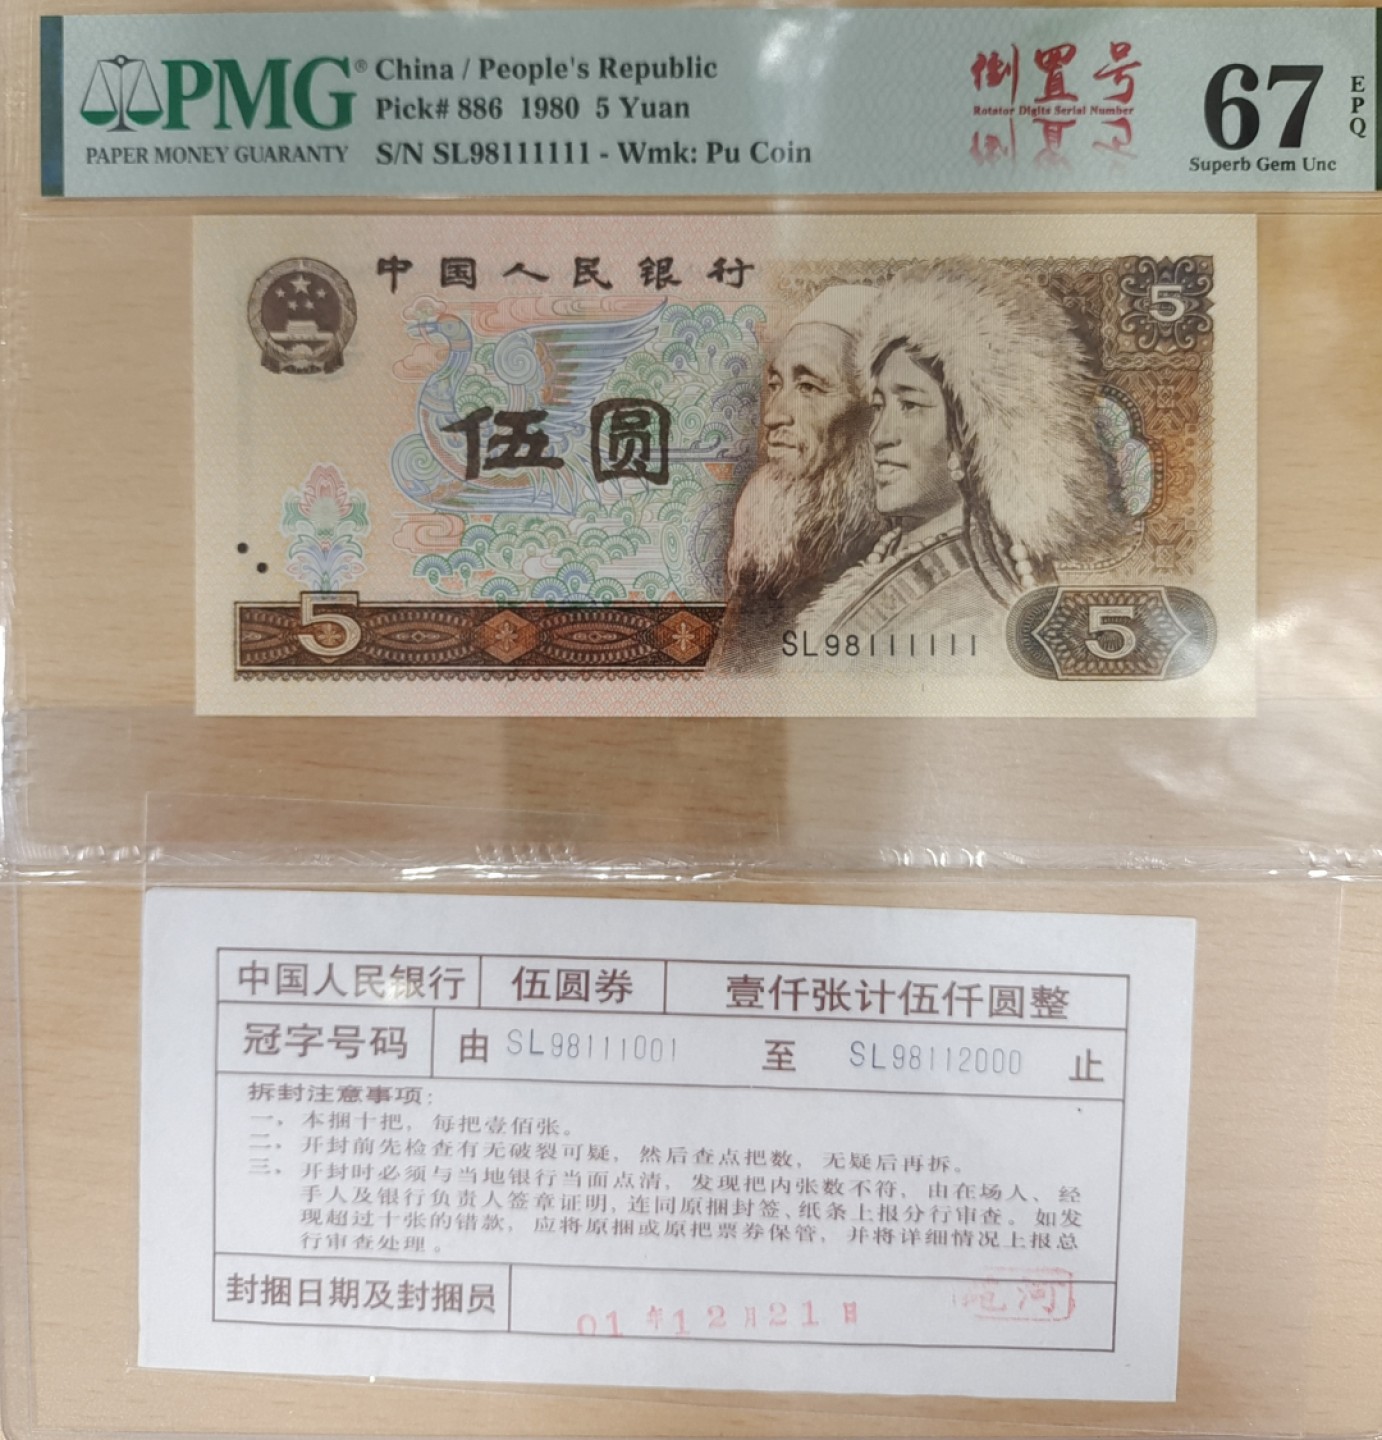 PMG® China / People's Republic
Pick# 886 1980 5 Yuan
PAPER MONEY GUARANTY
S/N SL98111111 - Wmk: Pu Coin
倒置号
Rotator Digits Serial Number
67
EPQ
Superb Gem Unc
中国人民银行
5
伍圆
5
SL98111111
5
中国人民银行 伍圆券 壹仟张计伍仟圆整
冠字号码 由 SL98111001 至 SL98112000 止
拆封注意事项:
一、本捆十把，每把壹佰张。
二、开封前先检查有无破裂可疑，然后查点把数，无疑后再拆。
三、开封时必须与当地银行当面点清，发现把内张数不符，由在场人、经
手人及银行负责人签章证明，连同原捆封签、纸条上报分行审查。如发
现超过十张的错款，应将原捆或原把票券保管，并将详细情况上报总
行审查处理。
封捆日期及封捆员 01年12月21日
河